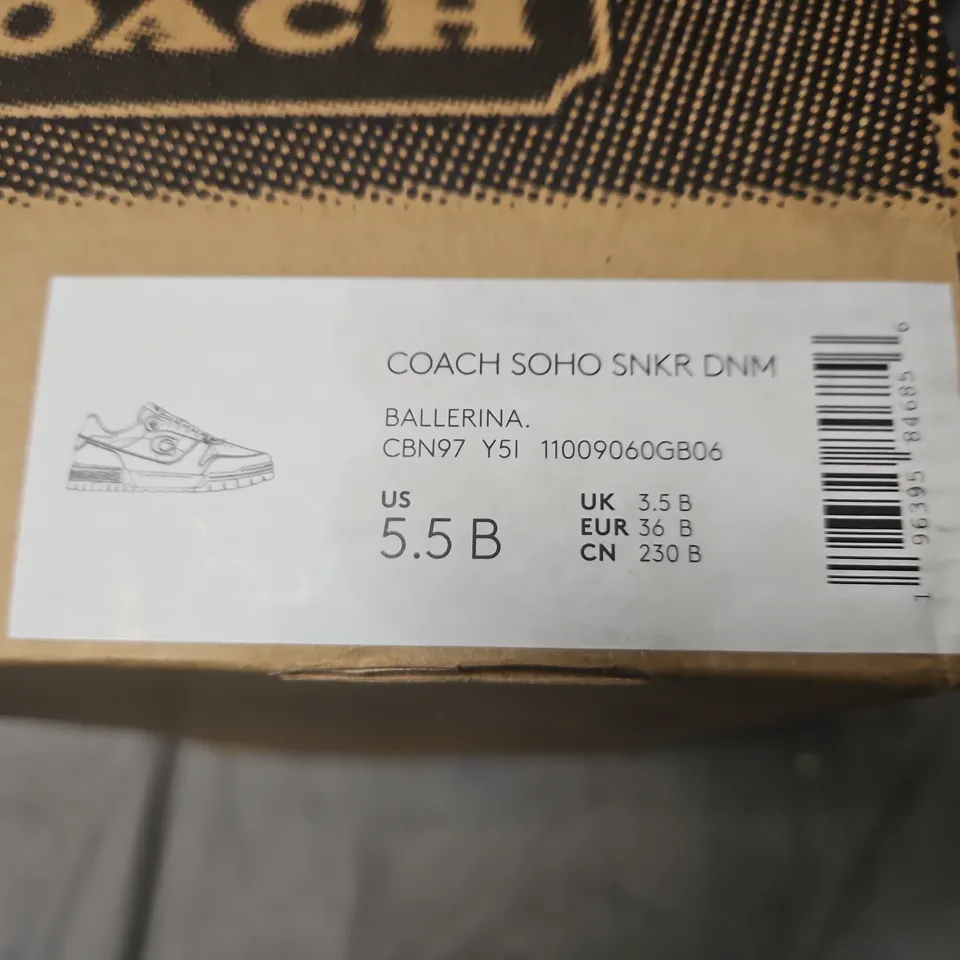 OACH
COACH SOHO SNKR DNM
BALLERINA.
CBN97 Y5I 11009060GB06
US
5.5 B
UK 3.5 B
EUR 36 B
CN 230 B
1 96395 84685 6